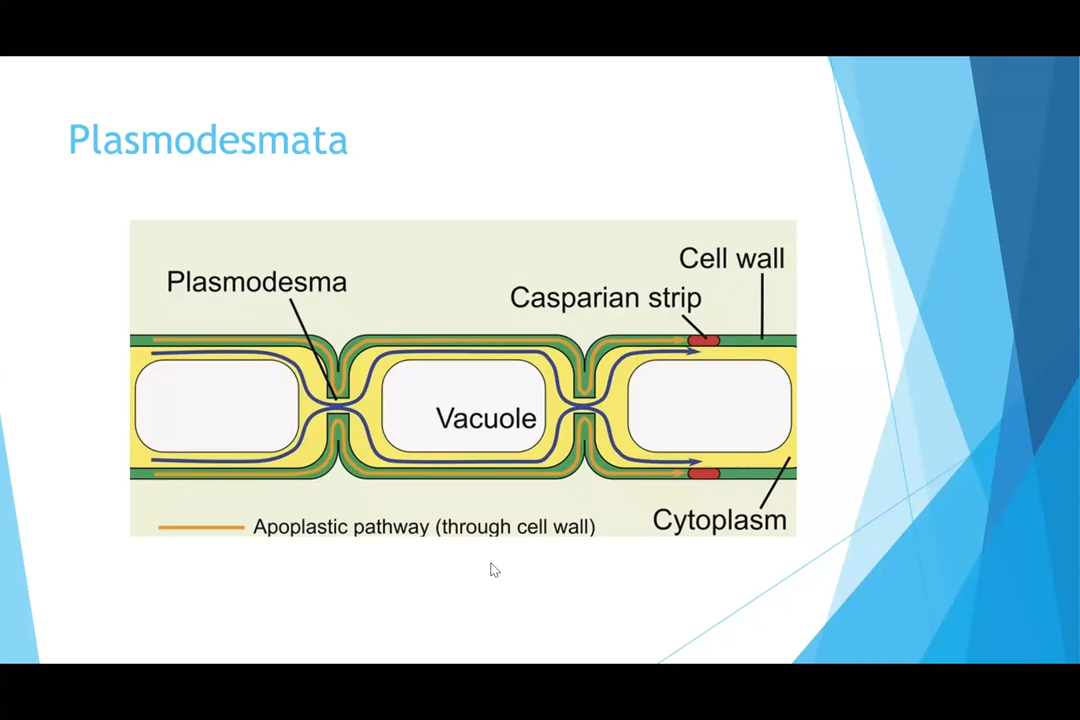 Plasmodesmata
Cell wall
Plasmodesma
Casparian strip
Vacuole
Cytoplasm
Apoplastic pathway (through cell wall)